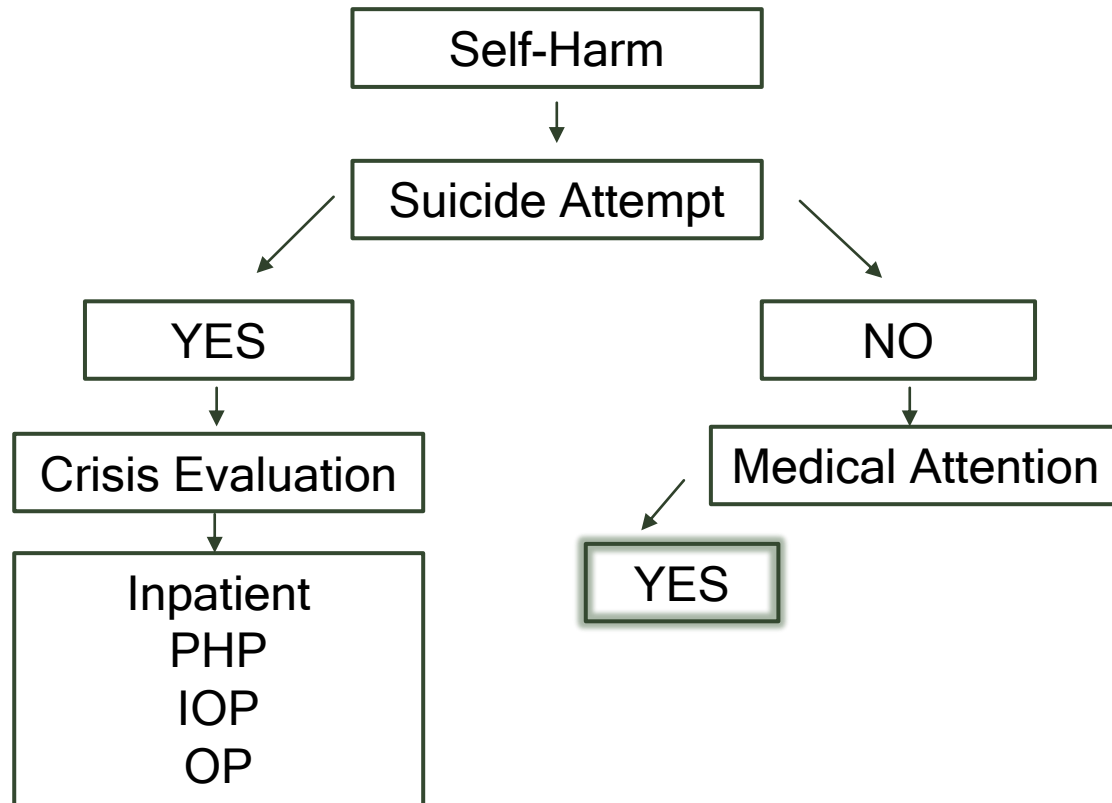 Self-Harm
Suicide Attempt
YES
NO
Crisis Evaluation
Medical Attention
YES
Inpatient
PHP
IOP
OP